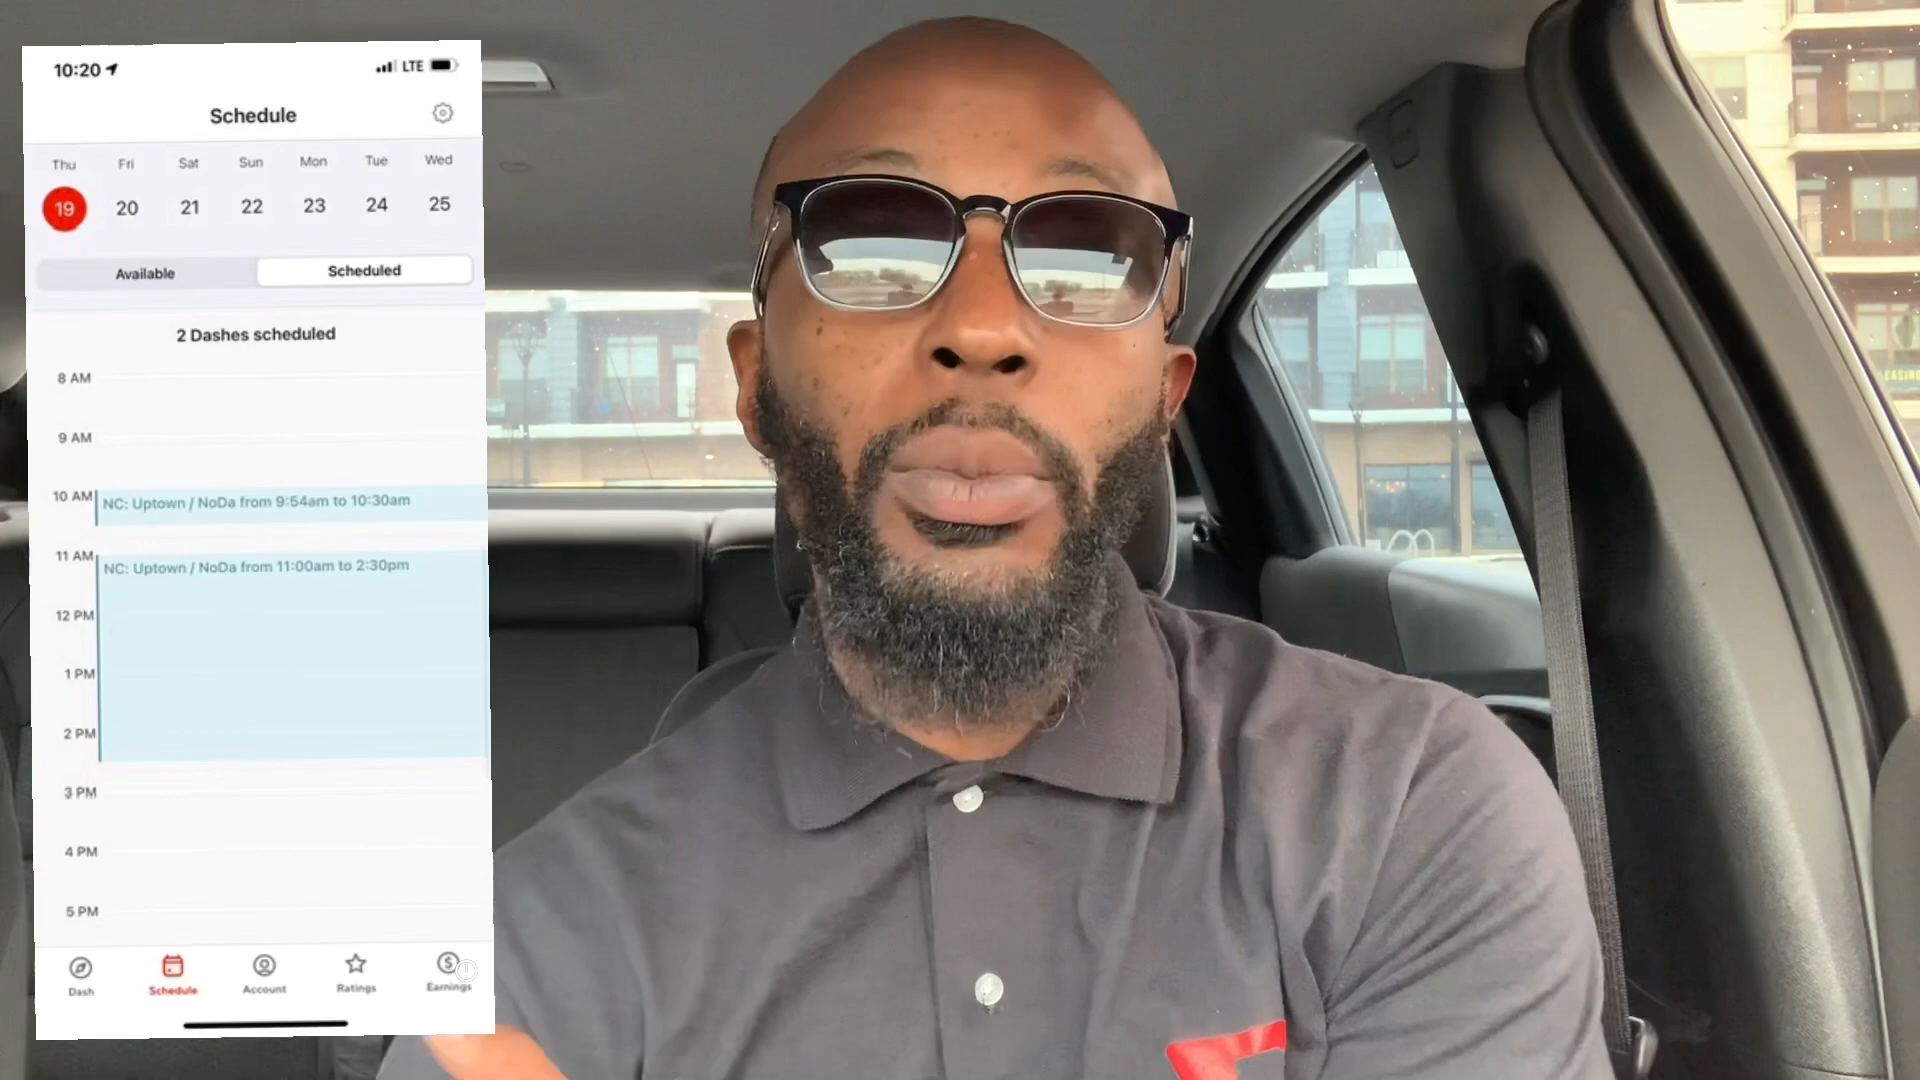 10:20 LTE
Schedule
Thu Fri Sat Sun Mon Tue Wed
19 20 21 22 23 24 25
Available Scheduled
2 Dashes scheduled
8 AM
9 AM
10 AM NC: Uptown / NoDa from 9:54am to 10:30am
11 AM NC: Uptown / NoDa from 11:00am to 2:30pm
12 PM
1 PM
2 PM
3 PM
4 PM
5 PM
Dash Schedule Account Ratings Earnings